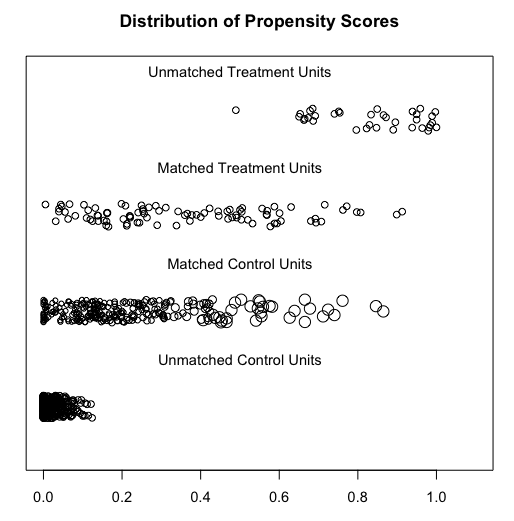 Distribution of Propensity Scores
Unmatched Treatment Units
Matched Treatment Units
Matched Control Units
Unmatched Control Units
0.0 0.2 0.4 0.6 0.8 1.0